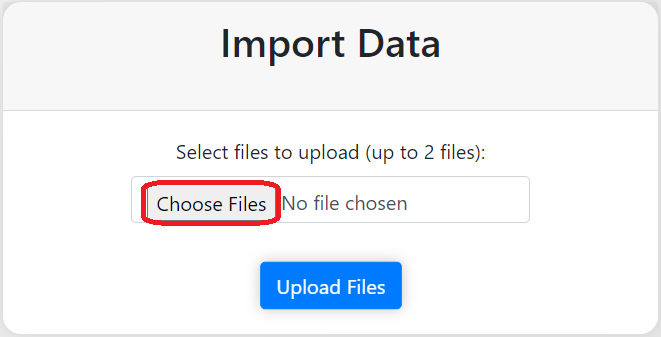 Import Data
Select files to upload (up to 2 files):
Choose Files No file chosen
Upload Files